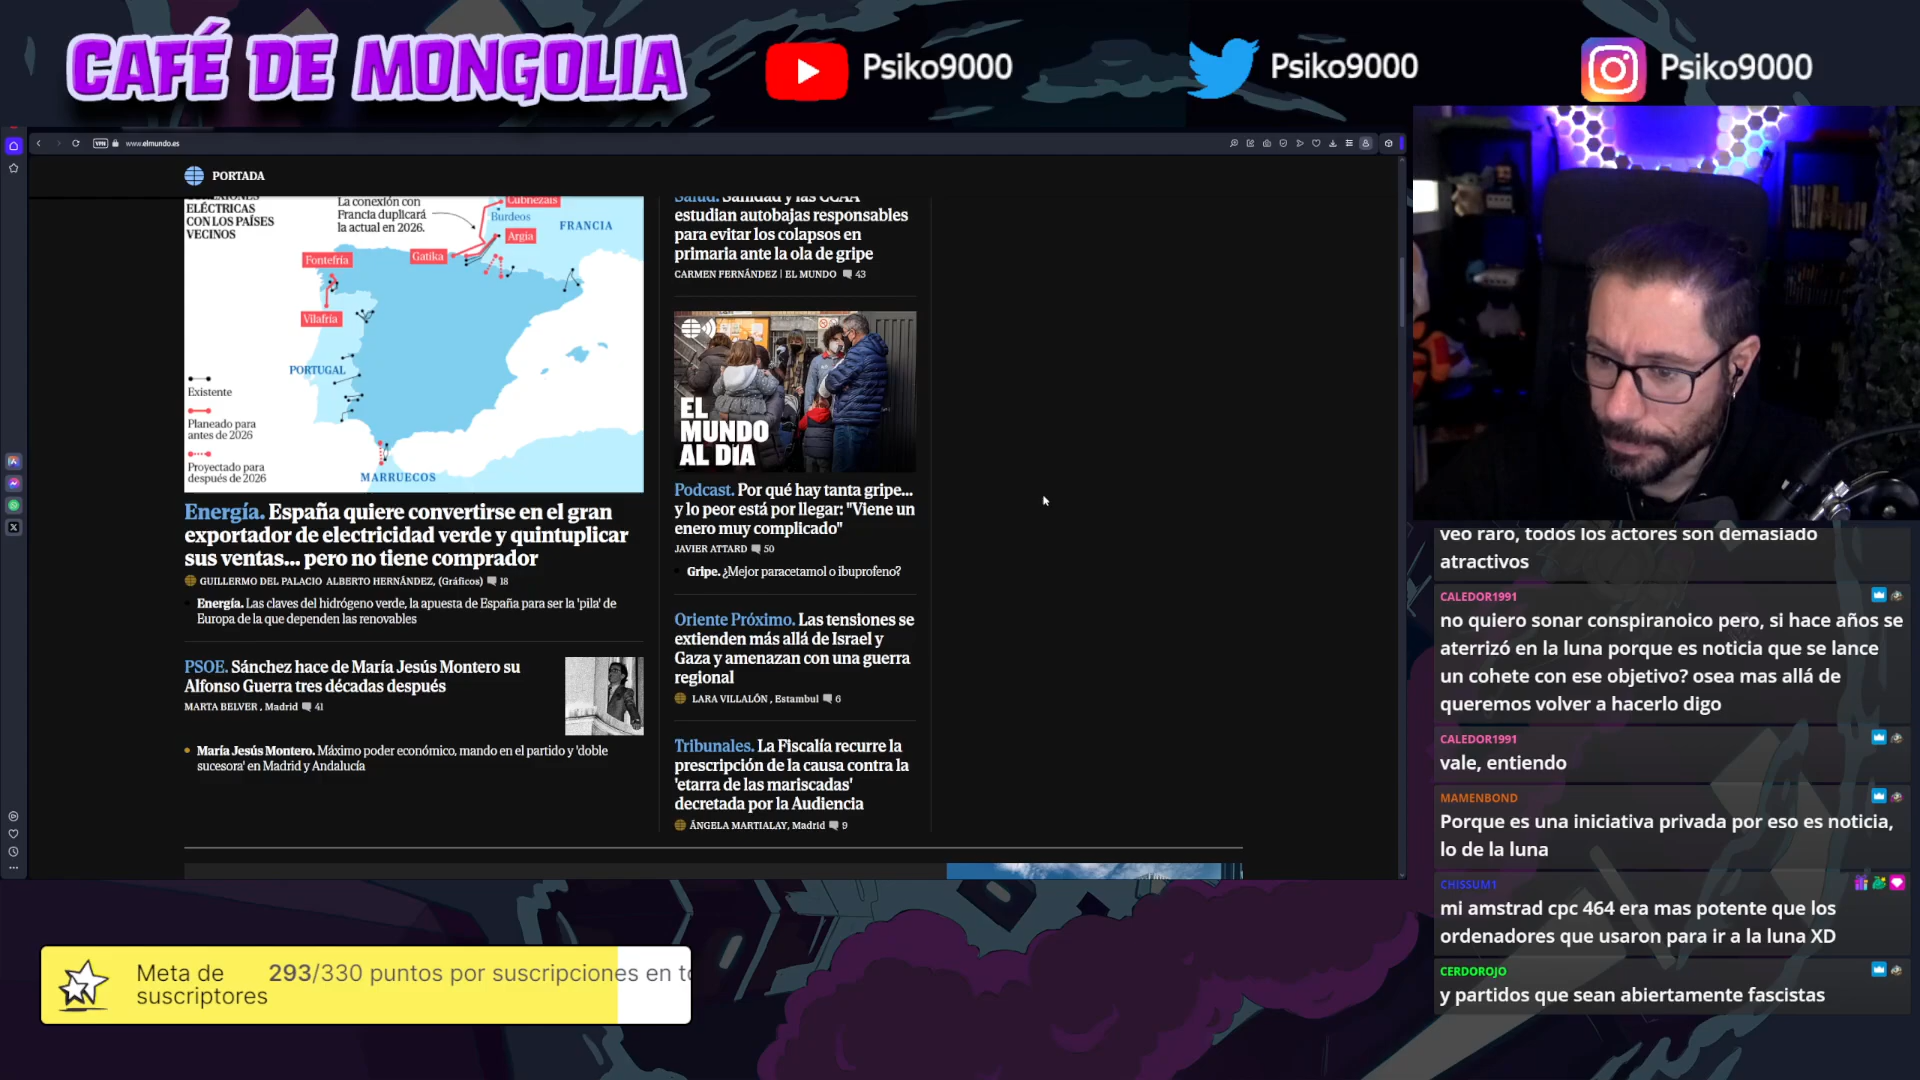 CAFÉ DE MONGOLIA
Psiko9000
Psiko9000
Psiko9000
VPN
www.elmundo.es
PORTADA
ELÉCTRICAS
CON LOS PAÍSES
VECINOS
La conexión con
Francia duplicará
la actual en 2026.
Cubnezais
Burdeos
FRANCIA
Argia
Gatika
Fontefría
Vilafría
PORTUGAL
Existente
Planeado para
antes de 2026
Proyectado para
después de 2026
MARRUECOS
Energía. España quiere convertirse en el gran
exportador de electricidad verde y quintuplicar
sus ventas... pero no tiene comprador
GUILLERMO DEL PALACIO ALBERTO HERNÁNDEZ, (Gráficos) 18
Energía. Las claves del hidrógeno verde, la apuesta de España para ser la 'pila' de
Europa de la que dependen las renovables
PSOE. Sánchez hace de María Jesús Montero su
Alfonso Guerra tres décadas después
MARTA BELVER , Madrid 41
María Jesús Montero. Máximo poder económico, mando en el partido y 'doble
sucesora' en Madrid y Andalucía
Salud. Sanidad y las CCAA
estudian autobajas responsables
para evitar los colapsos en
primaria ante la ola de gripe
CARMEN FERNÁNDEZ | EL MUNDO 43
EL
MUNDO
AL DÍA
Podcast. Por qué hay tanta gripe...
y lo peor está por llegar: "Viene un
enero muy complicado"
JAVIER ATTARD 50
Gripe. ¿Mejor paracetamol o ibuprofeno?
Oriente Próximo. Las tensiones se
extienden más allá de Israel y
Gaza y amenazan con una guerra
regional
LARA VILLALÓN , Estambul 6
Tribunales. La Fiscalía recurre la
prescripción de la causa contra la
'etarra de las mariscadas'
decretada por la Audiencia
ÁNGELA MARTIALAY, Madrid 9
veo raro, todos los actores son demasiado
atractivos
CALEDOR1991
no quiero sonar conspiranoico pero, si hace años se
aterrizó en la luna porque es noticia que se lance
un cohete con ese objetivo? osea mas allá de
queremos volver a hacerlo digo
CALEDOR1991
vale, entiendo
MAMENBOND
Porque es una iniciativa privada por eso es noticia,
lo de la luna
CHISSUM1
mi amstrad cpc 464 era mas potente que los
ordenadores que usaron para ir a la luna XD
CERDOROJO
y partidos que sean abiertamente fascistas
Meta de
suscriptores
293/330 puntos por suscripciones en to